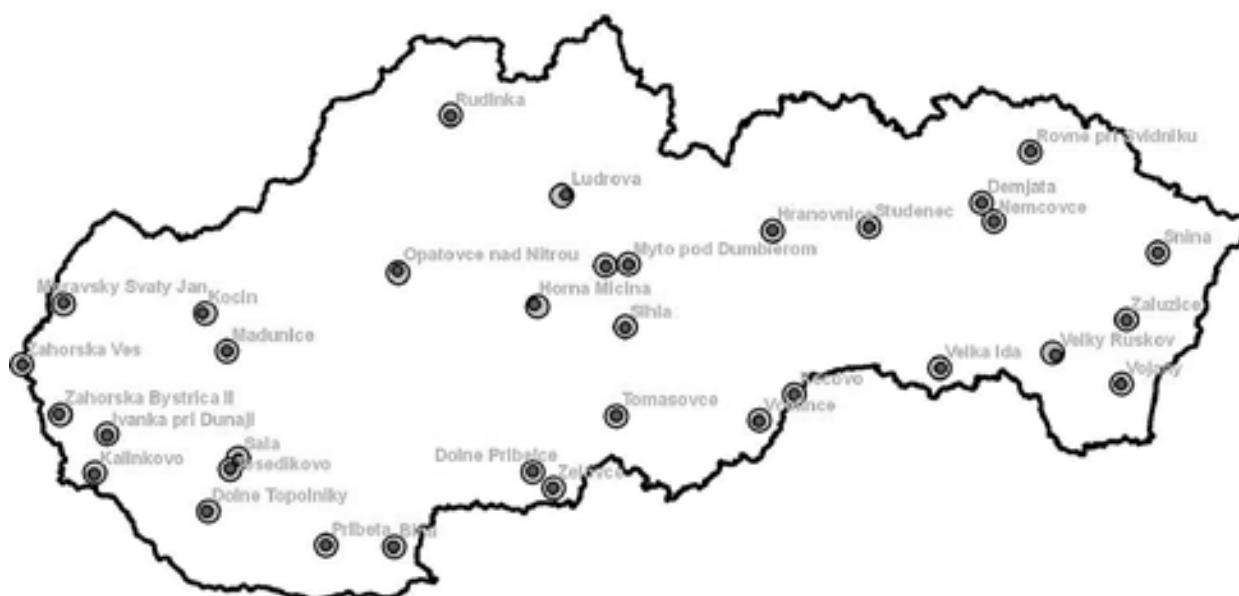 Rudinka
Rovne pri Svidniku
Ludrova
Demjata
Nemcovce
Hranovnice
Studenec
Snina
Opatovce nad Nitrou
Myto pod Dumbierom
Moravsky Svaty Jan
Kocin
Horna Micina
Sihla
Zaluzice
Madunice
Velky Ruskov
Zahorska Ves
Velka Ida
Vojany
Zahorska Bystrica II
Ivanka pri Dunaji
Tomasovce
Sala
Kalinkovo
Dolne Pribelce
Zelovce
Dolne Topolniky
Pribeta